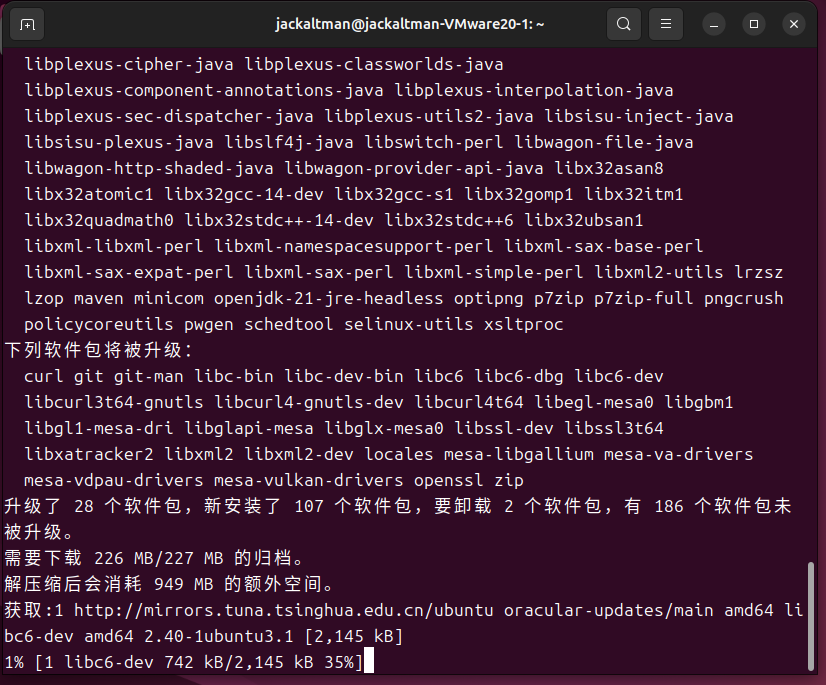 jackaltman@jackaltman-VMware20-1: ~
libplexus-cipher-java libplexus-classworlds-java
libplexus-component-annotations-java libplexus-interpolation-java
libplexus-sec-dispatcher-java libplexus-utils2-java libsisu-inject-java
libsisu-plexus-java libslf4j-java libswitch-perl libwagon-file-java
libwagon-http-shaded-java libwagon-provider-api-java libx32asan8
libx32atomic1 libx32gcc-14-dev libx32gcc-s1 libx32gomp1 libx32itm1
libx32quadmath0 libx32stdc++-14-dev libx32stdc++6 libx32ubsan1
libxml-libxml-perl libxml-namespacesupport-perl libxml-sax-base-perl
libxml-sax-expat-perl libxml-sax-perl libxml-simple-perl libxml2-utils lrzsz
lzop maven minicom openjdk-21-jre-headless optipng p7zip p7zip-full pngcrush
policycoreutils pwgen schedtool selinux-utils xsltproc
下列软件包将被升级：
curl git git-man libc-bin libc-dev-bin libc6 libc6-dbg libc6-dev
libcurl3t64-gnutls libcurl4-gnutls-dev libcurl4t64 libegl-mesa0 libgbm1
libgl1-mesa-dri libglapi-mesa libglx-mesa0 libssl-dev libssl3t64
libxatracker2 libxml2 libxml2-dev locales mesa-libgallium mesa-va-drivers
mesa-vdpau-drivers mesa-vulkan-drivers openssl zip
升级了 28 个软件包，新安装了 107 个软件包，要卸载 2 个软件包，有 186 个软件包未
被升级。
需要下载 226 MB/227 MB 的归档。
解压缩后会消耗 949 MB 的额外空间。
获取:1 http://mirrors.tuna.tsinghua.edu.cn/ubuntu oracular-updates/main amd64 li
bc6-dev amd64 2.40-1ubuntu3.1 [2,145 kB]
1% [1 libc6-dev 742 kB/2,145 kB 35%]